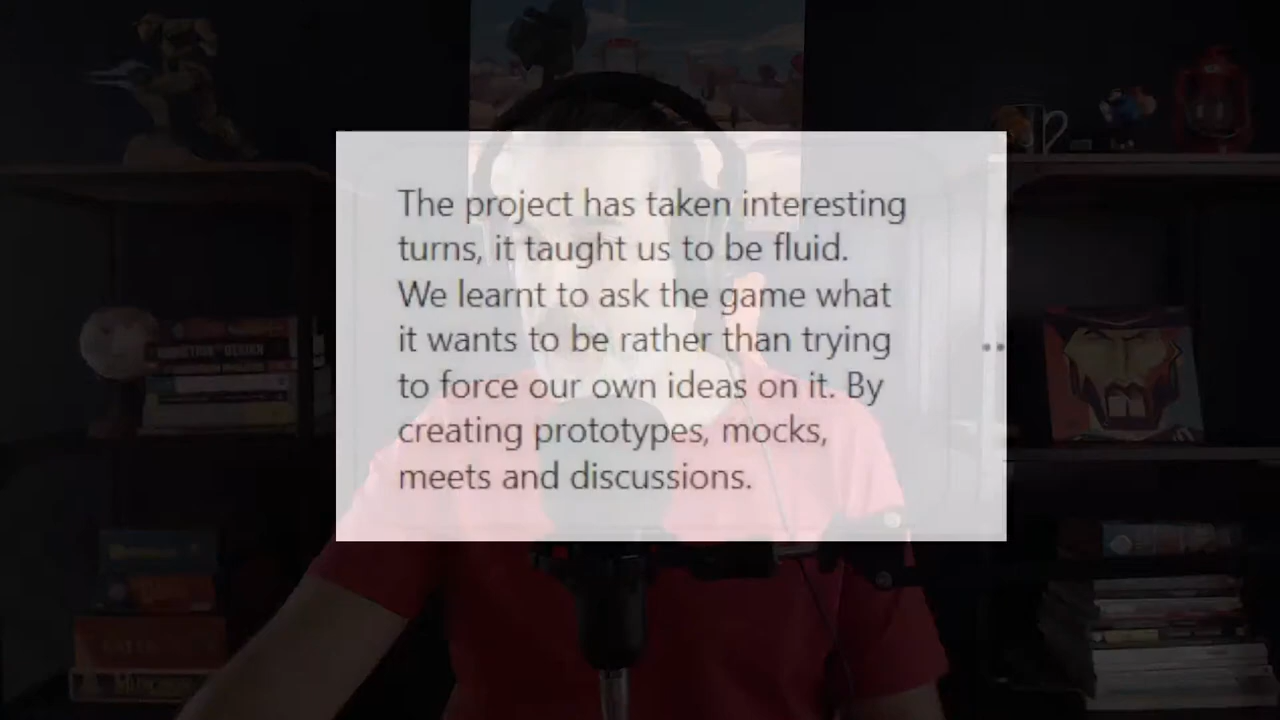 The project has taken interesting
turns, it taught us to be fluid.
We learnt to ask the game what
it wants to be rather than trying
to force our own ideas on it. By
creating prototypes, mocks,
meets and discussions.